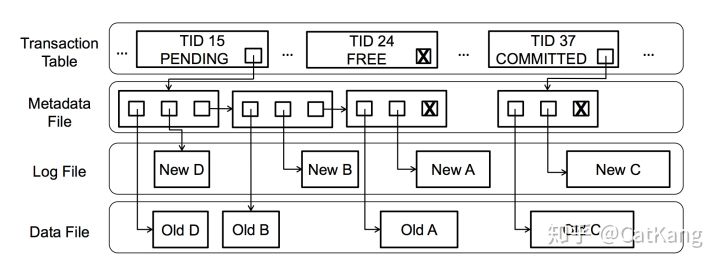 Transaction Table
... TID 15 PENDING ... TID 24 FREE X ... TID 37 COMMITTED ...
Metadata File
X X
Log File
New D New B New A New C
Data File
Old D Old B Old A Old C
知乎 @CatKang